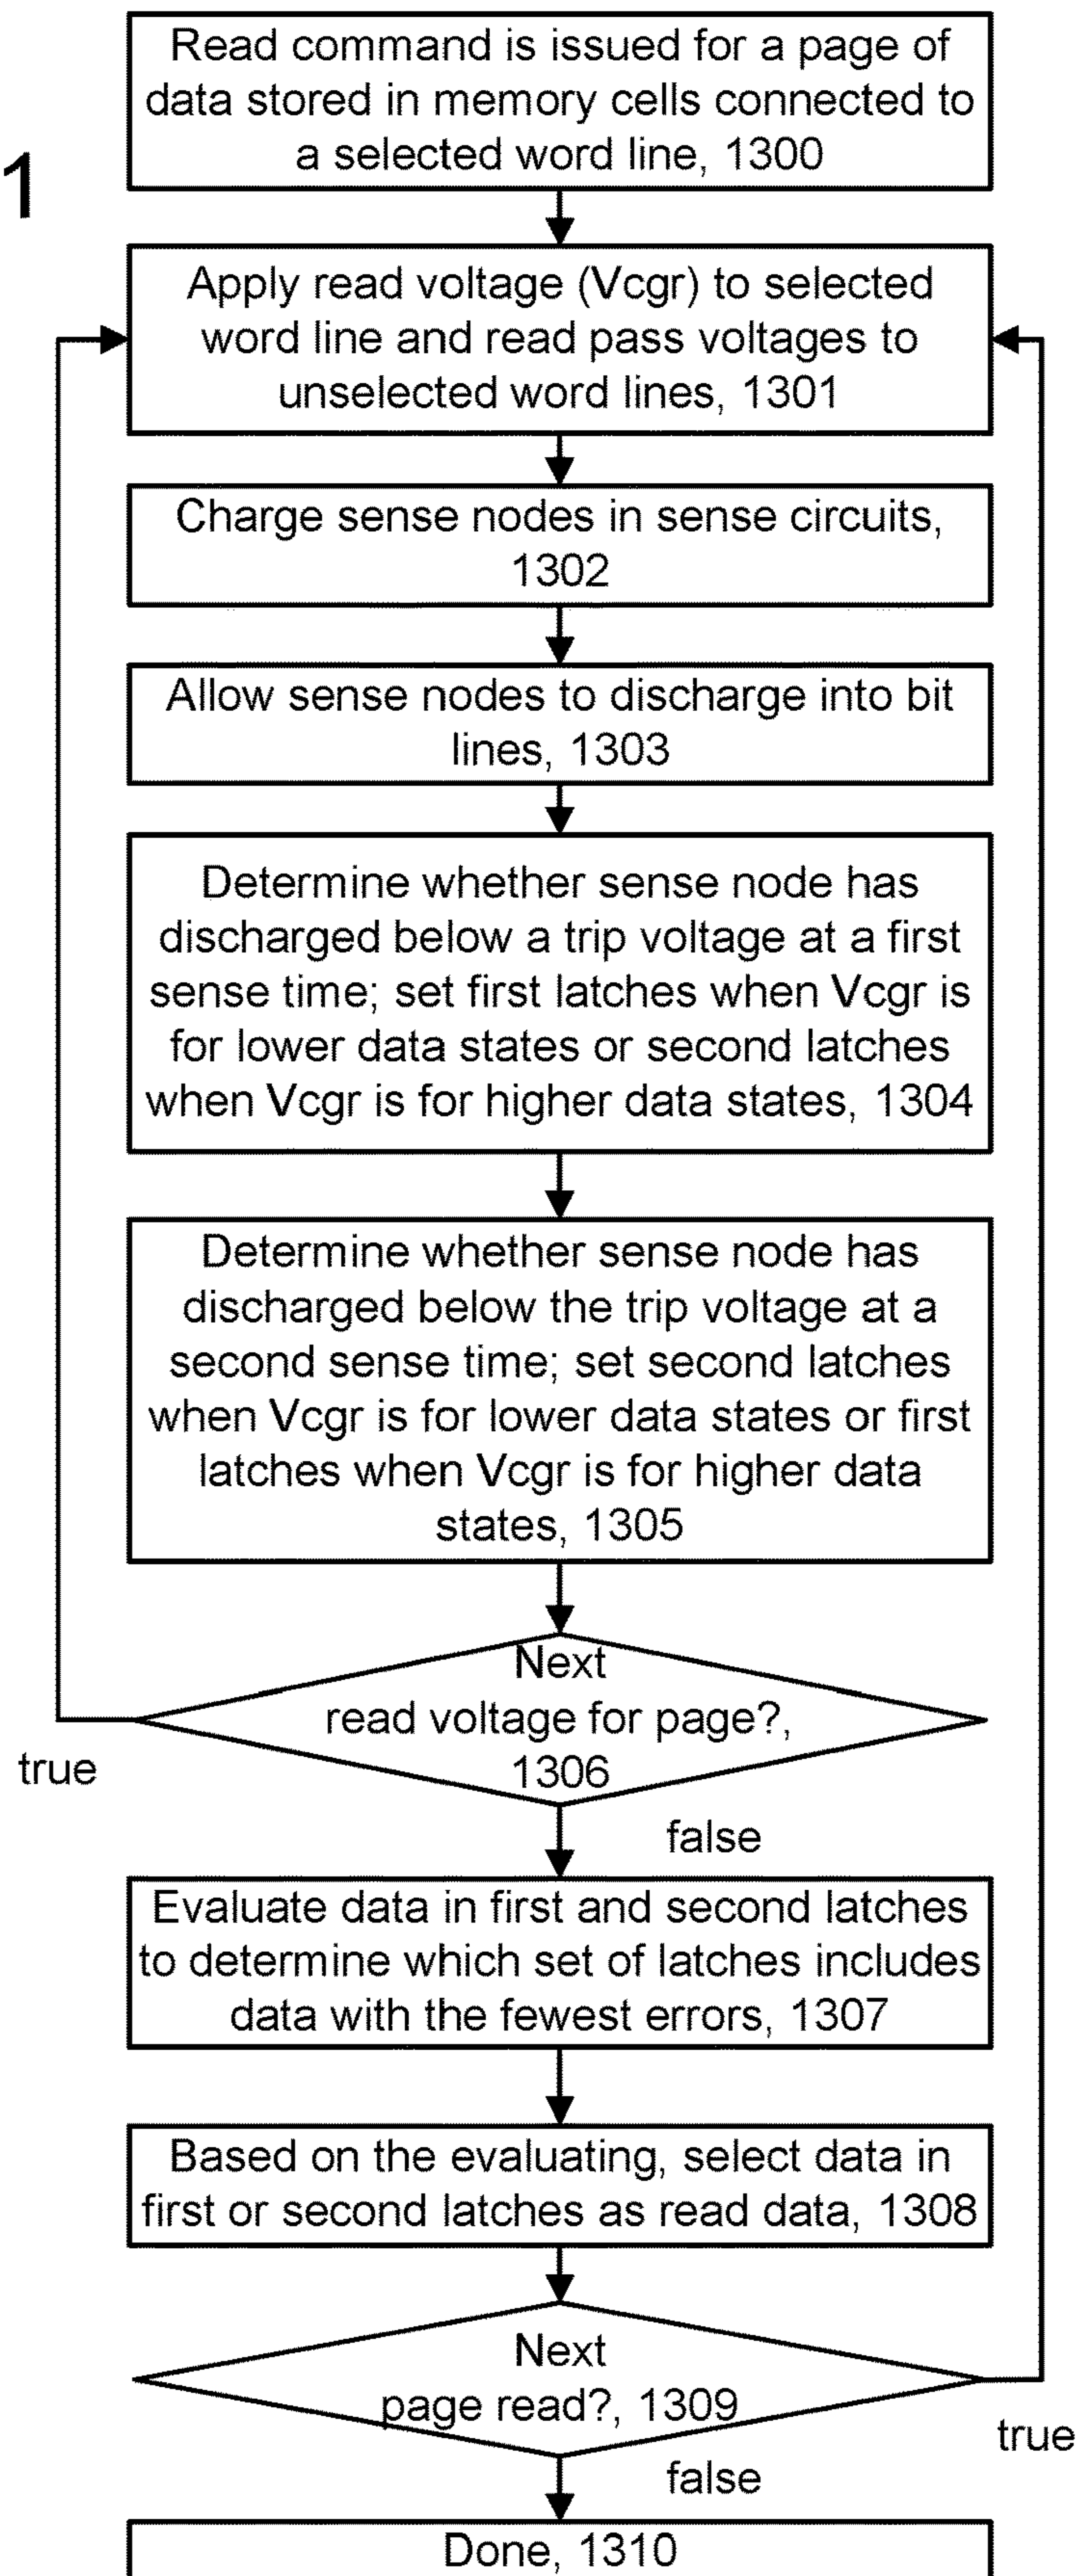 Read command is issued for a page of
data stored in memory cells connected to
a selected word line, 1300
1
Apply read voltage (Vcgr) to selected
word line and read pass voltages to
unselected word lines, 1301
Charge sense nodes in sense circuits,
1302
Allow sense nodes to discharge into bit
lines, 1303
Determine whether sense node has
discharged below a trip voltage at a first
sense time; set first latches when Vcgr is
for lower data states or second latches
when Vcgr is for higher data states, 1304
Determine whether sense node has
discharged below the trip voltage at a
second sense time; set second latches
when Vcgr is for lower data states or first
latches when Vcgr is for higher data
states, 1305
Next
read voltage for page?,
1306
true
false
Evaluate data in first and second latches
to determine which set of latches includes
data with the fewest errors, 1307
Based on the evaluating, select data in
first or second latches as read data, 1308
Next
page read?, 1309
true
false
Done, 1310